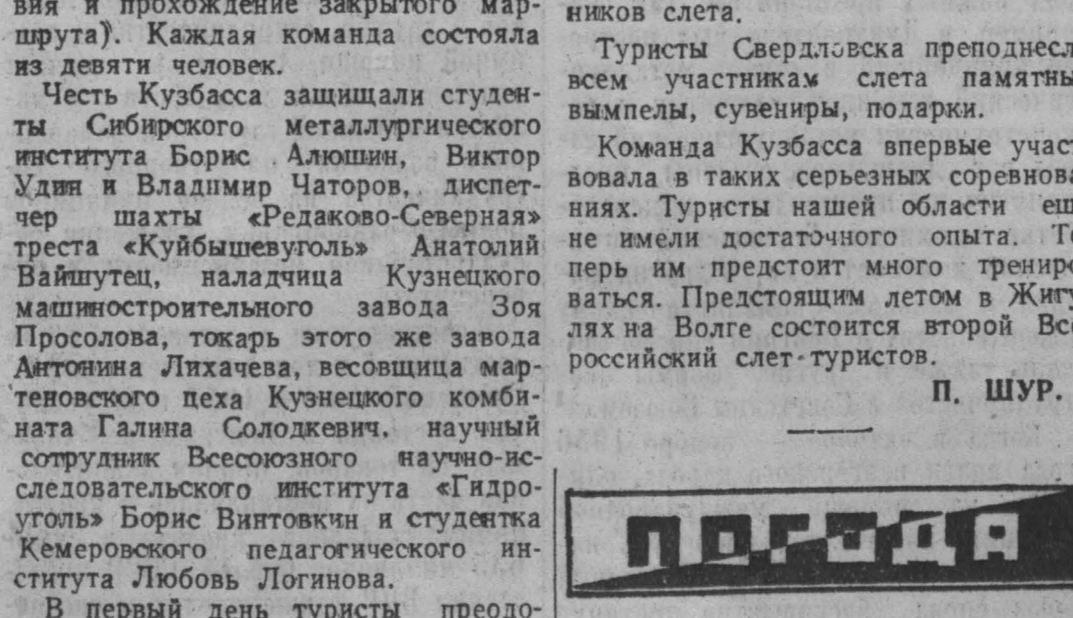 вия и прохождение закрытого мар-
шрута). Каждая команда состояла
из девяти человек.
Честь Кузбасса защищали студен-
ты Сибирского металлургического
института Борис Алюшин, Виктор
Удин и Владимир Чаторов, диспет-
чер шахты «Редаково-Северная»
треста «Куйбышевуголь» Анатолий
Вайшутец, наладчица Кузнецкого
машиностроительного завода Зоя
Просолова, токарь этого же завода
Антонина Лихачева, весовщица мар-
теновского цеха Кузнецкого комби-
ната Галина Солодкевич, научный
сотрудник Всесоюзного научно-ис-
следовательского института «Гидро-
уголь» Борис Винтовкин и студентка
Кемеровского педагогического ин-
ститута Любовь Логинова.
В первый день туристы преодо-
ников слета.
Туристы Свердловска преподнесл
всем участникам слета памятны
вымпелы, сувениры, подарки.
Команда Кузбасса впервые участ
вовала в таких серьезных соревнова
ниях. Туристы нашей области ещ
не имели достаточного опыта. Те
перь им предстоит много трениро
ваться. Предстоящим летом в Жигу
лях на Волге состоится второй Все
российский слет туристов.
П. ШУР.
ПОГОДА